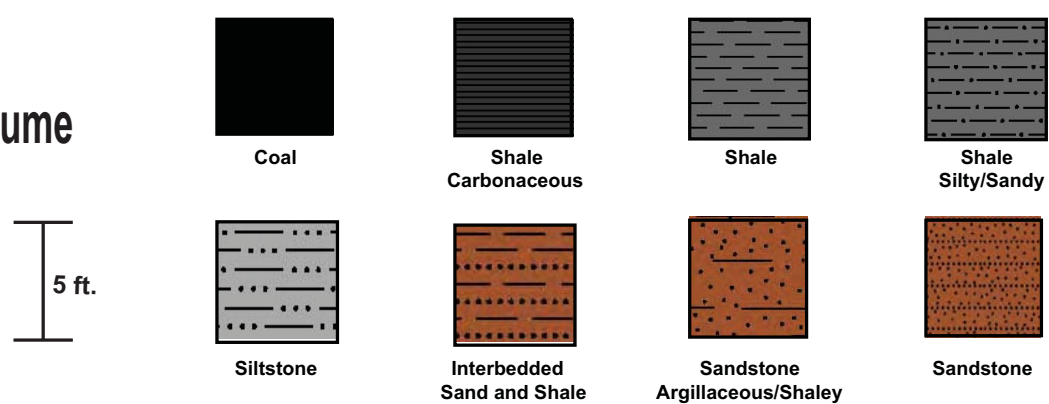 ume
Coal
Shale
Carbonaceous
Shale
Shale
Silty/Sandy
5 ft.
Siltstone
Interbedded
Sand and Shale
Sandstone
Argillaceous/Shaley
Sandstone